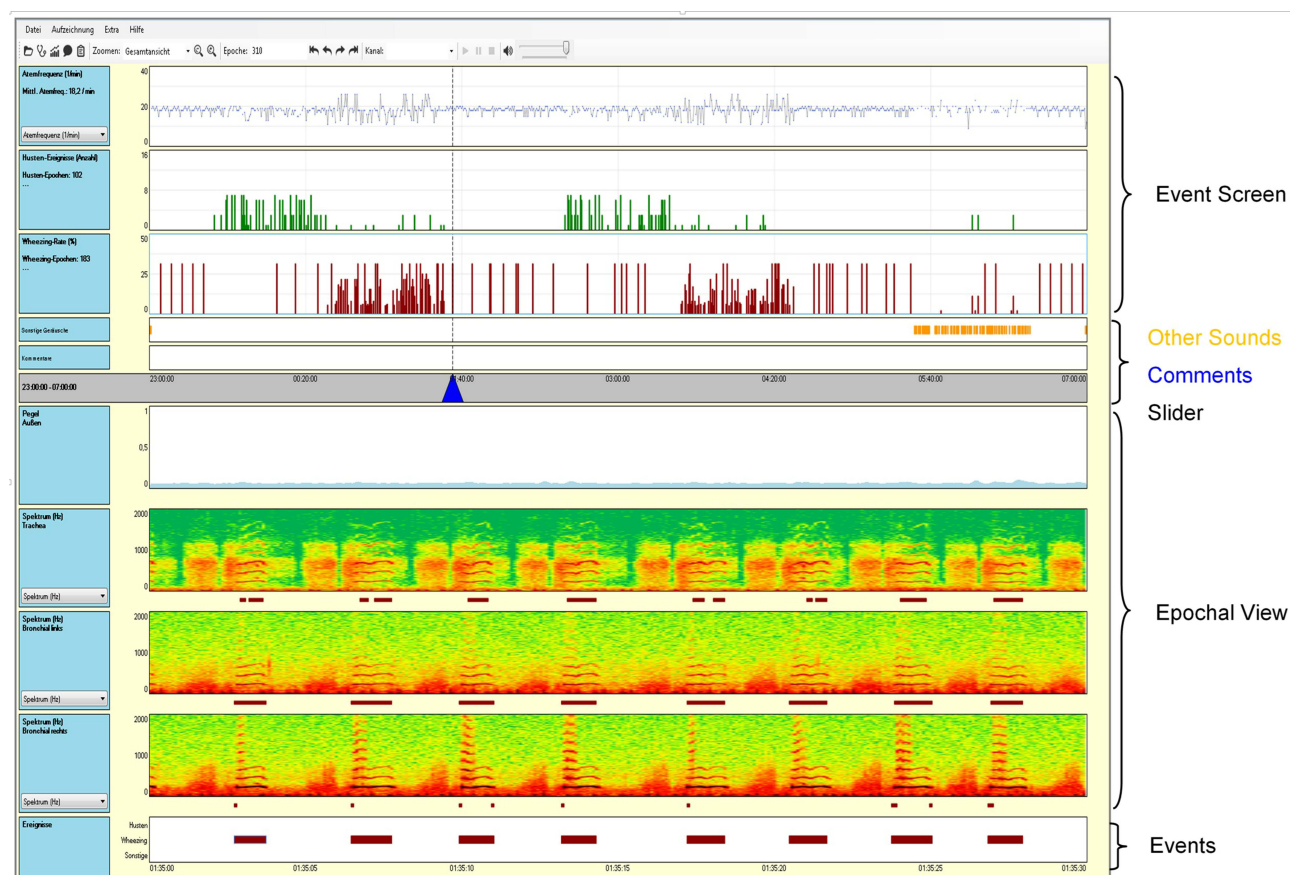 Datei Aufzeichnung Extra Hilfe
Zoomen: Gesamtansicht Epoche: 310 Kanal:
Atemfrequenz (1/min)
Mittl. Atemfreq.: 18,2 / min
Atemfrequenz (1/min)
40
20
0
Husten-Ereignisse (Anzahl)
Husten-Epochen: 102
---
16
8
0
Wheezing-Rate (%)
Wheezing-Epochen: 183
---
50
25
0
Event Screen
Sonstige Geräusche
Other Sounds
Kommentare
Comments
23:00:00 - 07:00:00
23:00:00 00:20:00 01:40:00 03:00:00 04:20:00 05:40:00 07:00:00
Slider
Pegel
Außen
1
0,5
0
Spektrum (Hz)
Trachea
Spektrum (Hz)
2000
1000
0
Spektrum (Hz)
Bronchial links
Spektrum (Hz)
2000
1000
0
Epochal View
Spektrum (Hz)
Bronchial rechts
Spektrum (Hz)
2000
1000
0
Ereignisse
Husten
Wheezing
Sonstige
Events
01:35:00 01:35:05 01:35:10 01:35:15 01:35:20 01:35:25 01:35:30